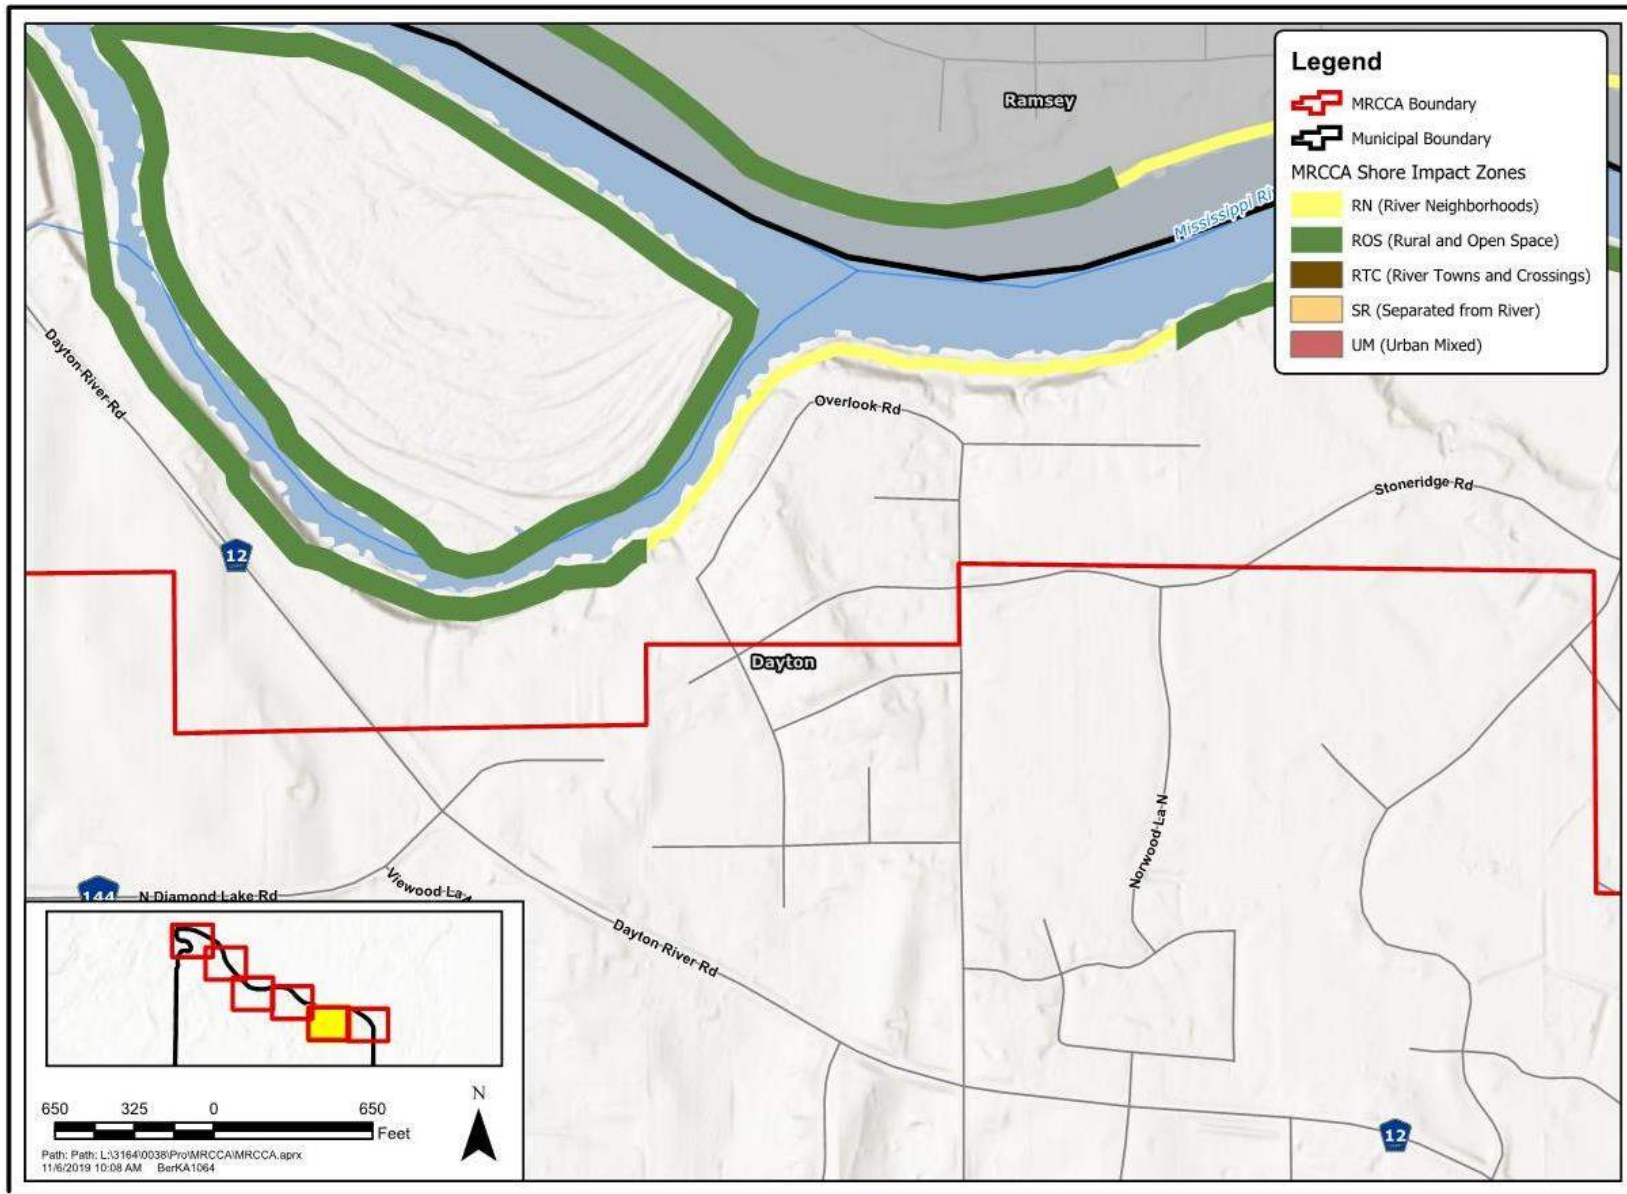 Legend
MRCCA Boundary
Municipal Boundary
MRCCA Shore Impact Zones
RN (River Neighborhoods)
ROS (Rural and Open Space)
RTC (River Towns and Crossings)
SR (Separated from River)
UM (Urban Mixed)
Ramsey
Mississippi Ri
Dayton River Rd
Overlook Rd
Stoneridge Rd
12
Dayton
Norwood La N
Viewood La
144
N Diamond Lake Rd
Dayton River Rd
12
650 325 0 650
Feet
N
Path: Path: L:\3164\0038\Pro\MRCCA\MRCCA.aprx
11/6/2019 10:08 AM BerKA1064